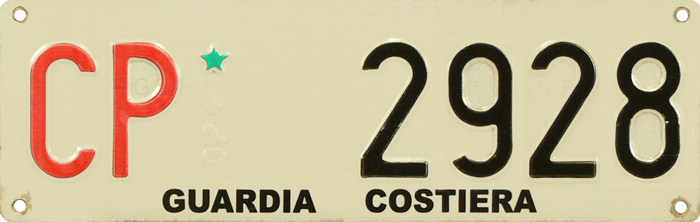 CP★ 2928
GUARDIA COSTIERA